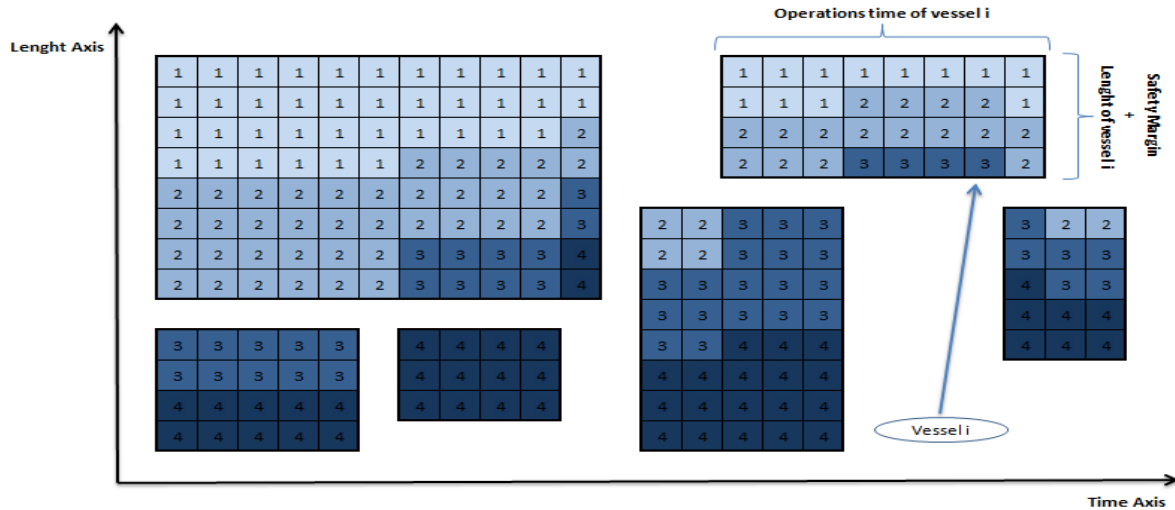 Operations time of vessel i
Lenght Axis
1 1 1 1 1 1 1 1 1 1 1
1 1 1 1 1 1 1 1 1 1 1
1 1 1 1 1 1 1 1 1 1 2
1 1 1 1 1 1 2 2 2 2 2
2 2 2 2 2 2 2 2 2 2 3
2 2 2 2 2 2 2 2 2 2 3
2 2 2 2 2 2 3 3 3 3 4
2 2 2 2 2 2 3 3 3 3 4
1 1 1 1 1 1 1 1
1 1 1 2 2 2 2 1
2 2 2 2 2 2 2 2
2 2 2 3 3 3 3 2
Safety Margin
+
Lenght of vessel i
2 2 3 3 3
2 2 3 3 3
3 3 3 3 3
3 3 3 3 3
3 3 4 4 4
4 4 4 4 4
4 4 4 4 4
4 4 4 4 4
3 2 2
3 3 3
4 3 3
4 4 4
4 4 4
3 3 3 3 3
3 3 3 3 3
4 4 4 4 4
4 4 4 4 4
4 4 4 4
4 4 4 4
4 4 4 4
Vessel i
Time Axis